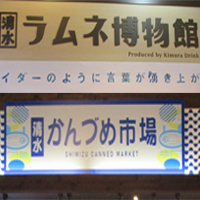 清水
ラムネ博物館
Produced by Kimura Drink
イダーのように言葉が湧き上が
清水
かんづめ市場
SHIMIZU CANNED MARKET